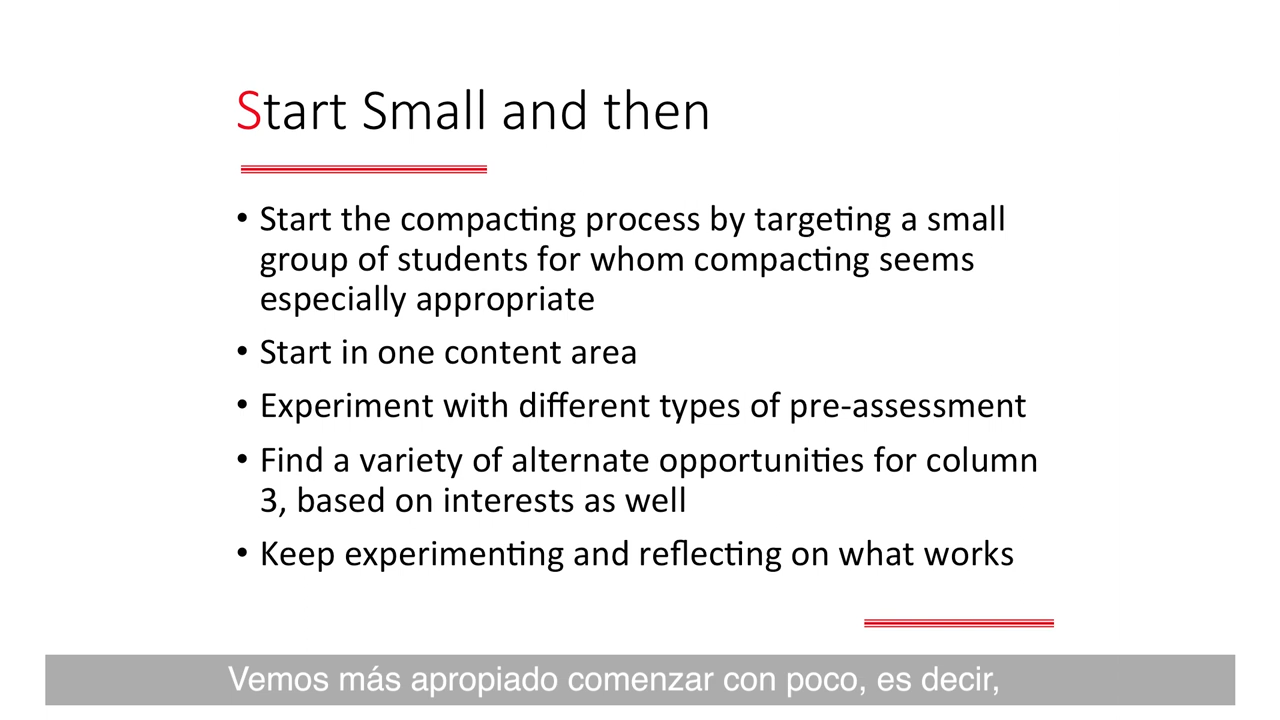 Start Small and then
• Start the compacting process by targeting a small
group of students for whom compacting seems
especially appropriate
• Start in one content area
• Experiment with different types of pre-assessment
• Find a variety of alternate opportunities for column
3, based on interests as well
• Keep experimenting and reflecting on what works
Vemos más apropiado comenzar con poco, es decir,